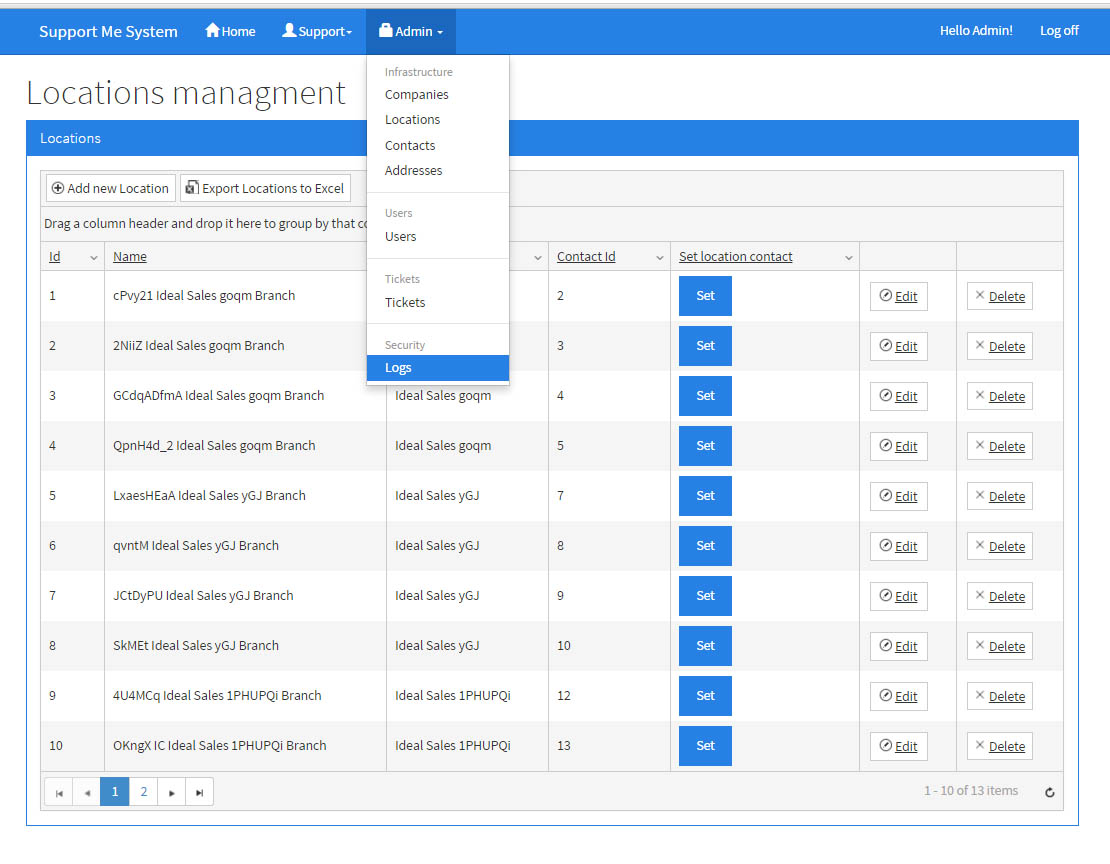 Support Me System Home Support Admin Hello Admin! Log off
Infrastructure
Companies
Locations
Contacts
Addresses
Users
Users
Tickets
Tickets
Security
Logs
Locations managment
Locations
Add new Location Export Locations to Excel
Drag a column header and drop it here to group by that
Id Name Contact Id Set location contact
1 cPvy21 Ideal Sales goqm Branch 2 Set Edit Delete
2 2NiiZ Ideal Sales goqm Branch 3 Set Edit Delete
3 GCdqADfmA Ideal Sales goqm Branch Ideal Sales goqm 4 Set Edit Delete
4 QpnH4d_2 Ideal Sales goqm Branch Ideal Sales goqm 5 Set Edit Delete
5 LxaesHEaA Ideal Sales yGJ Branch Ideal Sales yGJ 7 Set Edit Delete
6 qvntM Ideal Sales yGJ Branch Ideal Sales yGJ 8 Set Edit Delete
7 JCtDyPU Ideal Sales yGJ Branch Ideal Sales yGJ 9 Set Edit Delete
8 SkMEt Ideal Sales yGJ Branch Ideal Sales yGJ 10 Set Edit Delete
9 4U4MCq Ideal Sales 1PHUPQi Branch Ideal Sales 1PHUPQi 12 Set Edit Delete
10 OKngX IC Ideal Sales 1PHUPQi Branch Ideal Sales 1PHUPQi 13 Set Edit Delete
1 2 1 - 10 of 13 items